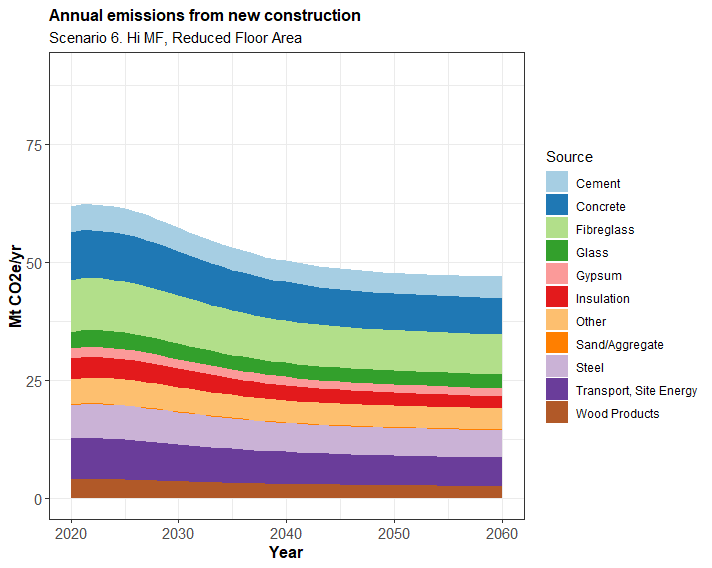 Annual emissions from new construction
Scenario 6. Hi MF, Reduced Floor Area
Mt CO2e/yr
75
50
25
0
2020
2030
2040
2050
2060
Year
Source
Cement
Concrete
Fibreglass
Glass
Gypsum
Insulation
Other
Sand/Aggregate
Steel
Transport, Site Energy
Wood Products